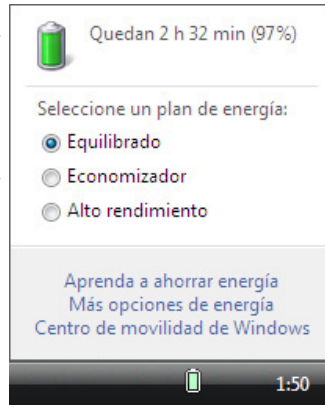 Quedan 2 h 32 min (97%)
Seleccione un plan de energía:
Equilibrado
Economizador
Alto rendimiento
Aprenda a ahorrar energía
Más opciones de energía
Centro de movilidad de Windows
1:50